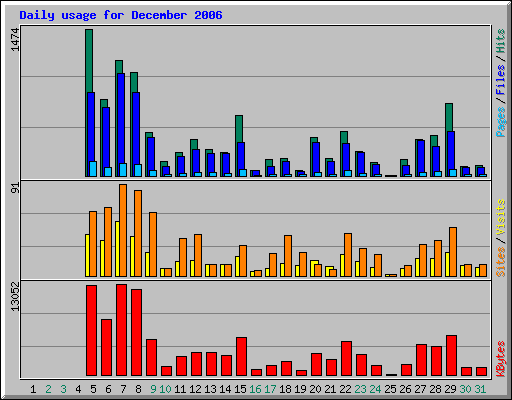 Daily usage for December 2006
1474
91
13052
Pages/Files/Hits
Sites/Visits
KBytes
1 2 3 4 5 6 7 8 9 10 11 12 13 14 15 16 17 18 19 20 21 22 23 24 25 26 27 28 29 30 31